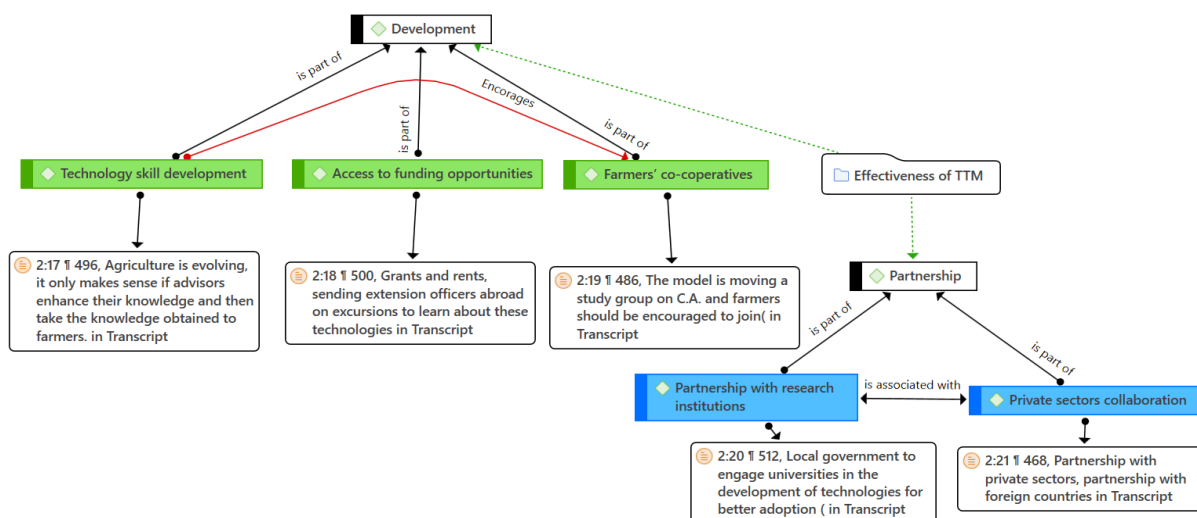 Development
is part of
Encorages
is part of
is part of
Technology skill development
Access to funding opportunities
Farmers' co-coperatives
Effectiveness of TTM
2:17 ¶ 496, Agriculture is evolving,
it only makes sense if advisors
enhance their knowledge and then
take the knowledge obtained to
farmers. in Transcript
2:18 ¶ 500, Grants and rents,
sending extension officers abroad
on excursions to learn about these
technologies in Transcript
2:19 ¶ 486, The model is moving a
study group on C.A. and farmers
should be encouraged to join( in
Transcript
Partnership
is part of
is part of
Partnership with research
institutions
is associated with
Private sectors collaboration
2:20 ¶ 512, Local government to
engage universities in the
development of technologies for
better adoption ( in Transcript
2:21 ¶ 468, Partnership with
private sectors, partnership with
foreign countries in Transcript